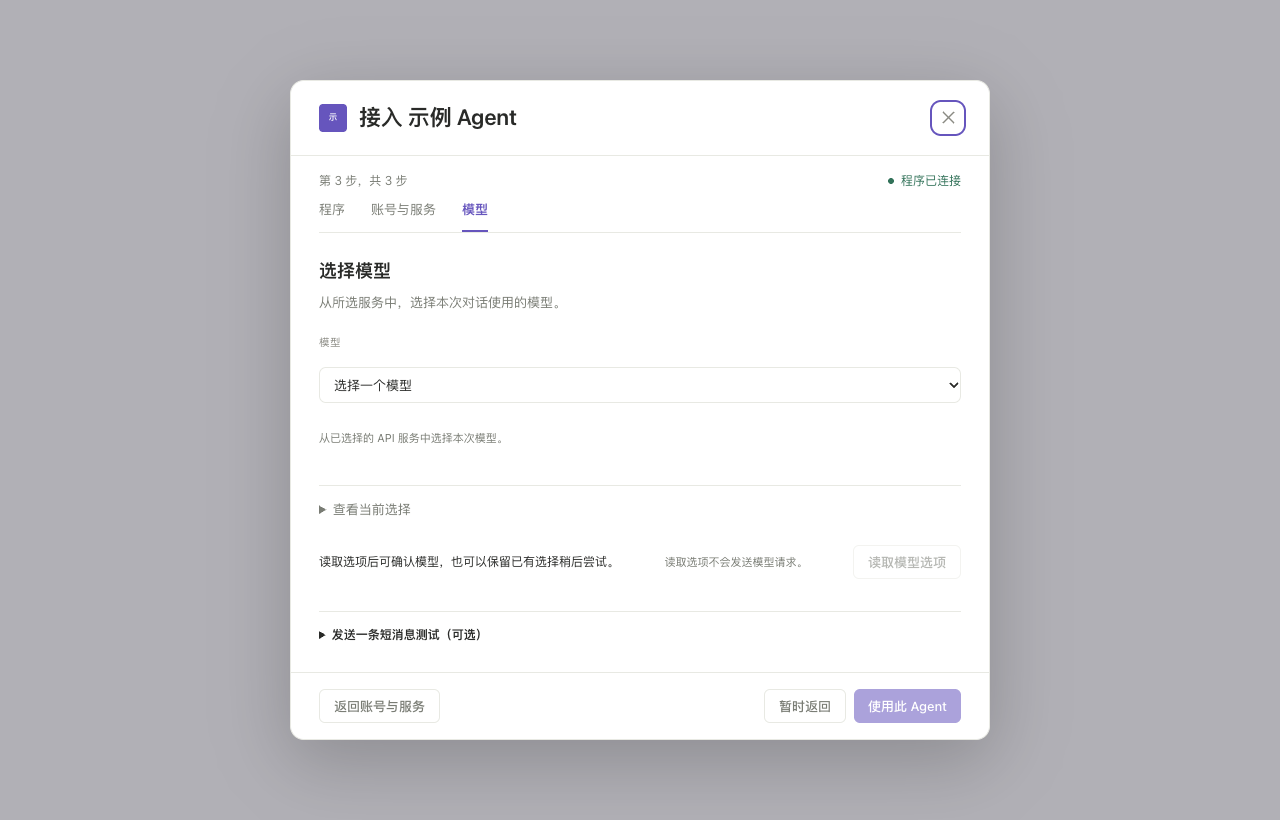 示
接入 示例 Agent
第 3 步，共 3 步
程序已连接
程序
账号与服务
模型
选择模型
从所选服务中，选择本次对话使用的模型。
模型
选择一个模型
从已选择的 API 服务中选择本次模型。
查看当前选择
读取选项后可确认模型，也可以保留已有选择稍后尝试。
读取选项不会发送模型请求。
读取模型选项
发送一条短消息测试（可选）
返回账号与服务
暂时返回
使用此 Agent